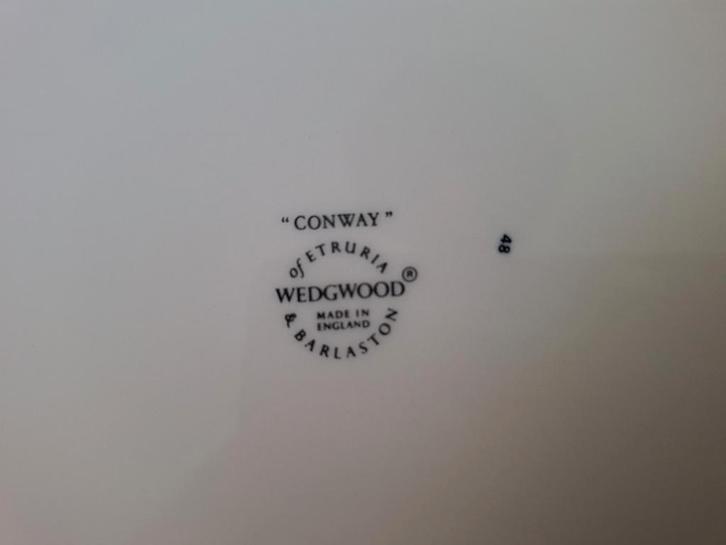 “CONWAY”
of ETRURIA
WEDGWOOD®
MADE IN
ENGLAND
& BARLASTON
48